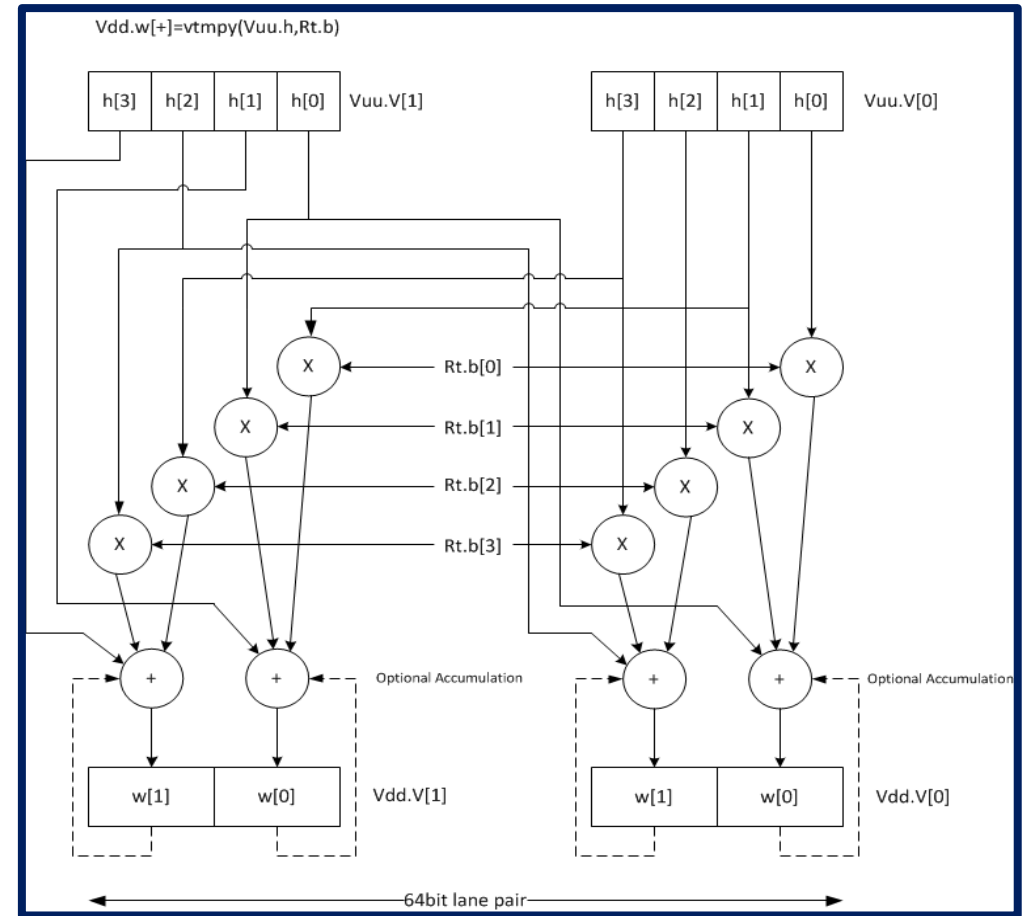 Vdd.w[+]=vtmpy(Vuu.h,Rt.b)
h[3] h[2] h[1] h[0] Vuu.V[1] h[3] h[2] h[1] h[0] Vuu.V[0]
X Rt.b[0] X
X Rt.b[1] X
X Rt.b[2] X
X Rt.b[3] X
+ + Optional Accumulation + + Optional Accumulation
w[1] w[0] Vdd.V[1] w[1] w[0] Vdd.V[0]
64bit lane pair